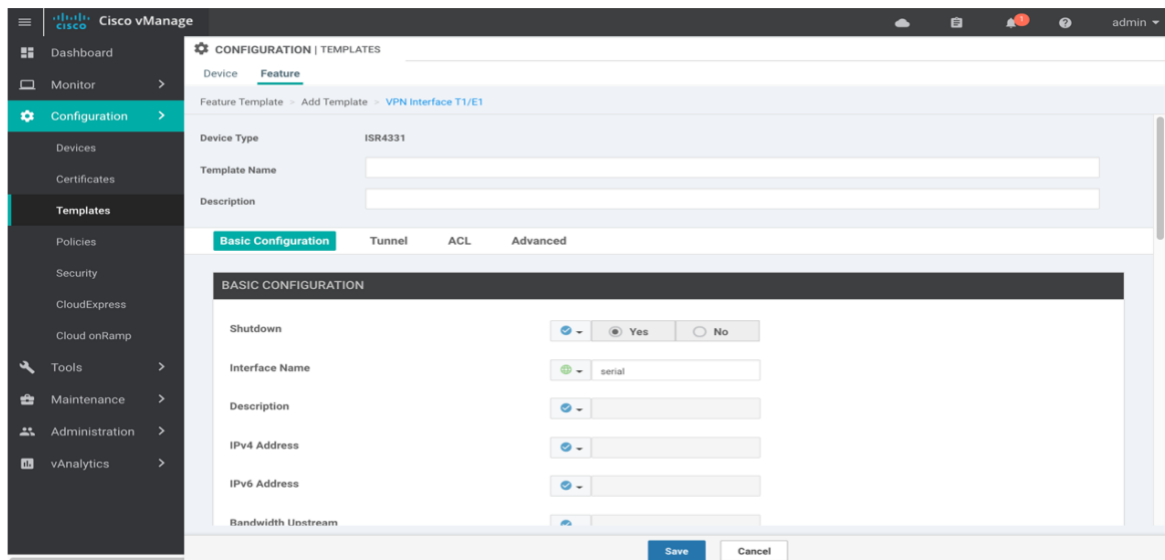 cisco Cisco vManage
1
admin
Dashboard
Monitor
Configuration
Devices
Certificates
Templates
Policies
Security
CloudExpress
Cloud onRamp
Tools
Maintenance
Administration
vAnalytics
CONFIGURATION | TEMPLATES
Device Feature
Feature Template > Add Template > VPN Interface T1/E1
Device Type ISR4331
Template Name
Description
Basic Configuration Tunnel ACL Advanced
BASIC CONFIGURATION
Shutdown Yes No
Interface Name serial
Description
IPv4 Address
IPv6 Address
Bandwidth Upstream
Save Cancel